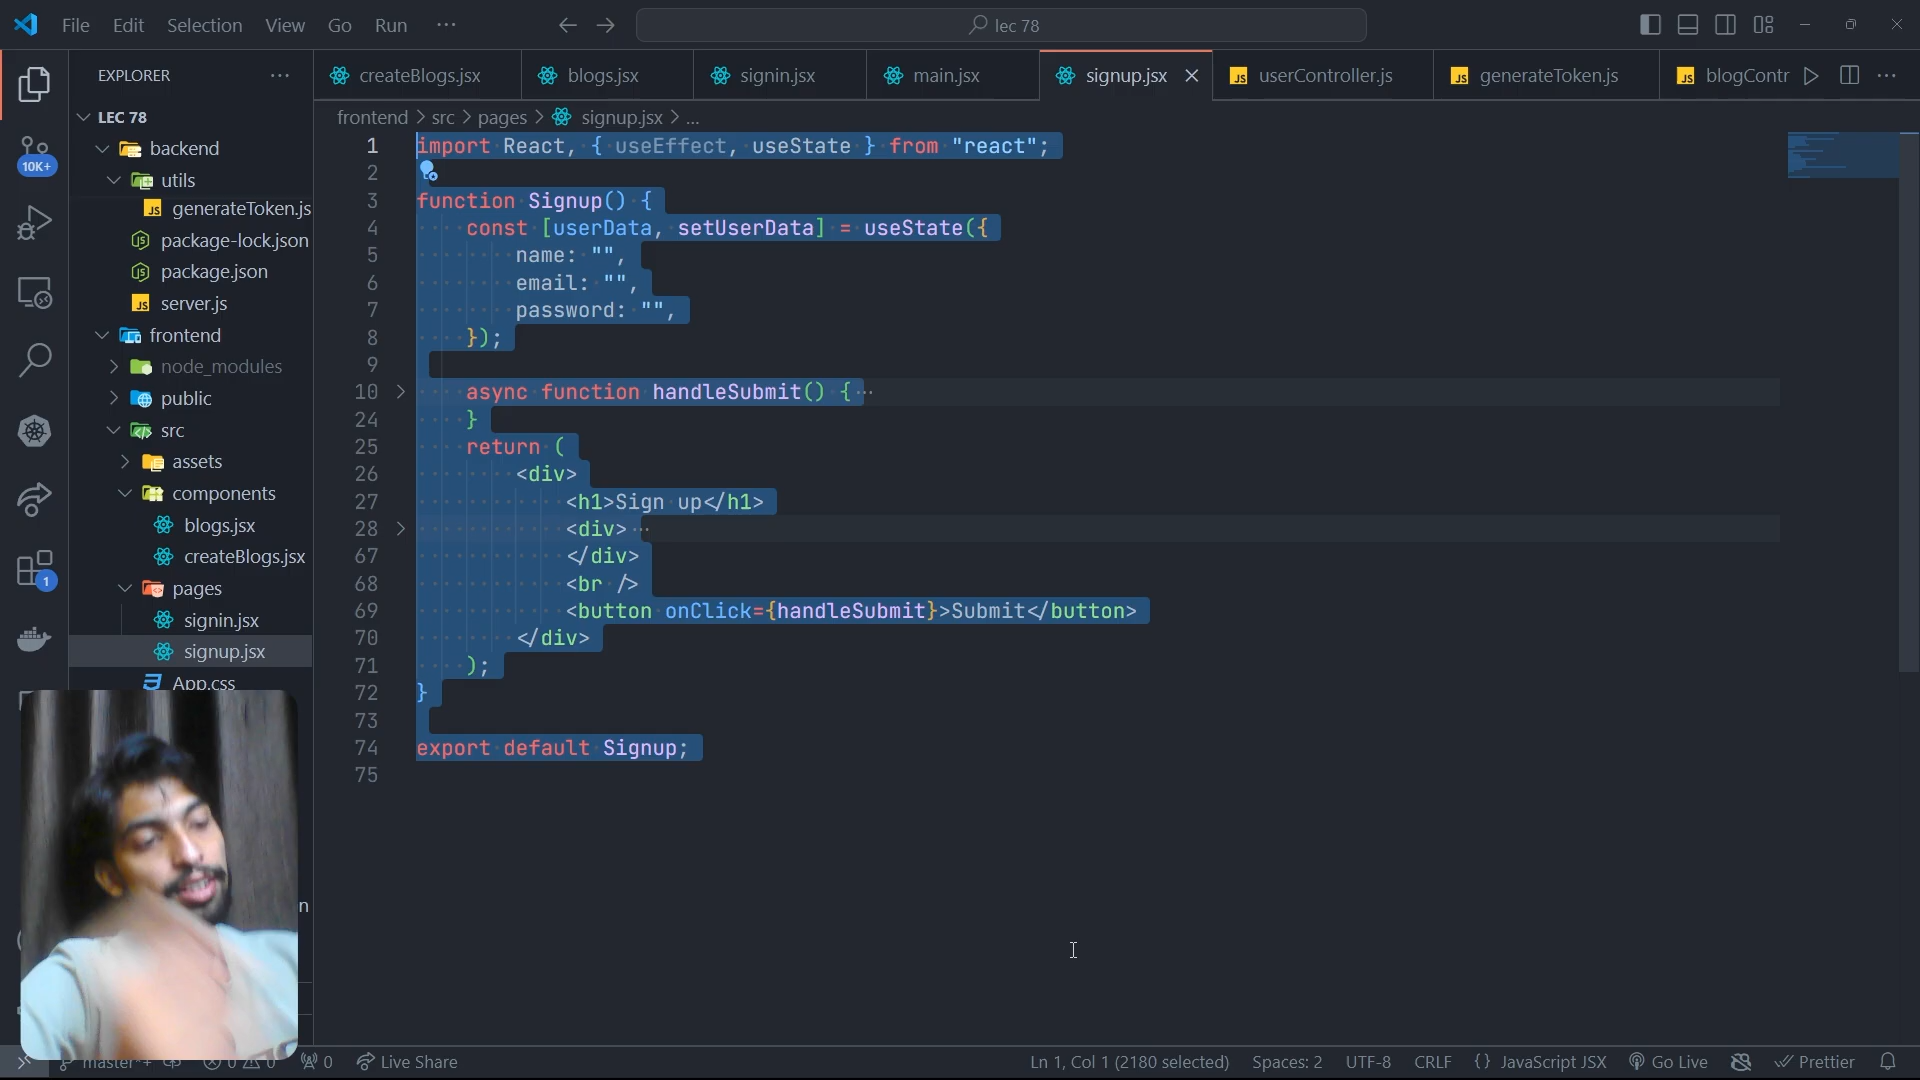 File Edit Selection View Go Run ···
lec 78
EXPLORER ···
createBlogs.jsx blogs.jsx signin.jsx main.jsx signup.jsx userController.js generateToken.js blogContr ···
frontend > src > pages > signup.jsx > ...
LEC 78
backend
utils
generateToken.js
package-lock.json
package.json
server.js
frontend
node_modules
public
src
assets
components
blogs.jsx
createBlogs.jsx
pages
signin.jsx
signup.jsx
App.css
n
10K+
1
1 import React, { useEffect, useState } from "react";
2
3 function Signup() {
4 const [userData, setUserData] = useState({
5 name: "",
6 email: "",
7 password: "",
8 });
9
10 async function handleSubmit() { ···
24 }
25 return (
26 <div>
27 <h1>Sign up</h1>
28 <div> ···
67 </div>
68 <br />
69 <button onClick={handleSubmit}>Submit</button>
70 </div>
71 );
72 }
73
74 export default Signup;
75
master*+ 0 0 0 Live Share Ln 1, Col 1 (2180 selected) Spaces: 2 UTF-8 CRLF {} JavaScript JSX Go Live Prettier